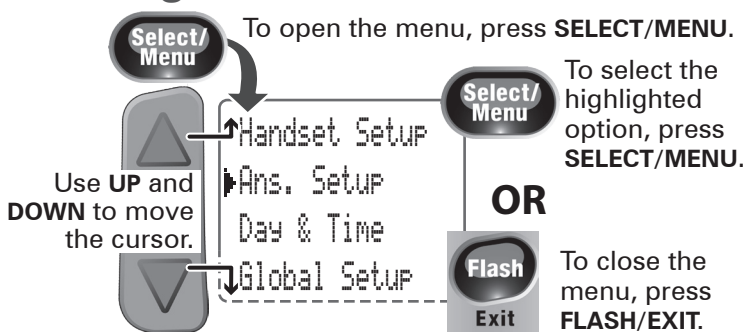 Select/
Menu
To open the menu, press SELECT/MENU.
Use UP and
DOWN to move
the cursor.
Handset Setup
Ans. Setup
Day & Time
Global Setup
Select/
Menu
To select the
highlighted
option, press
SELECT/MENU.
OR
Flash
Exit
To close the
menu, press
FLASH/EXIT.